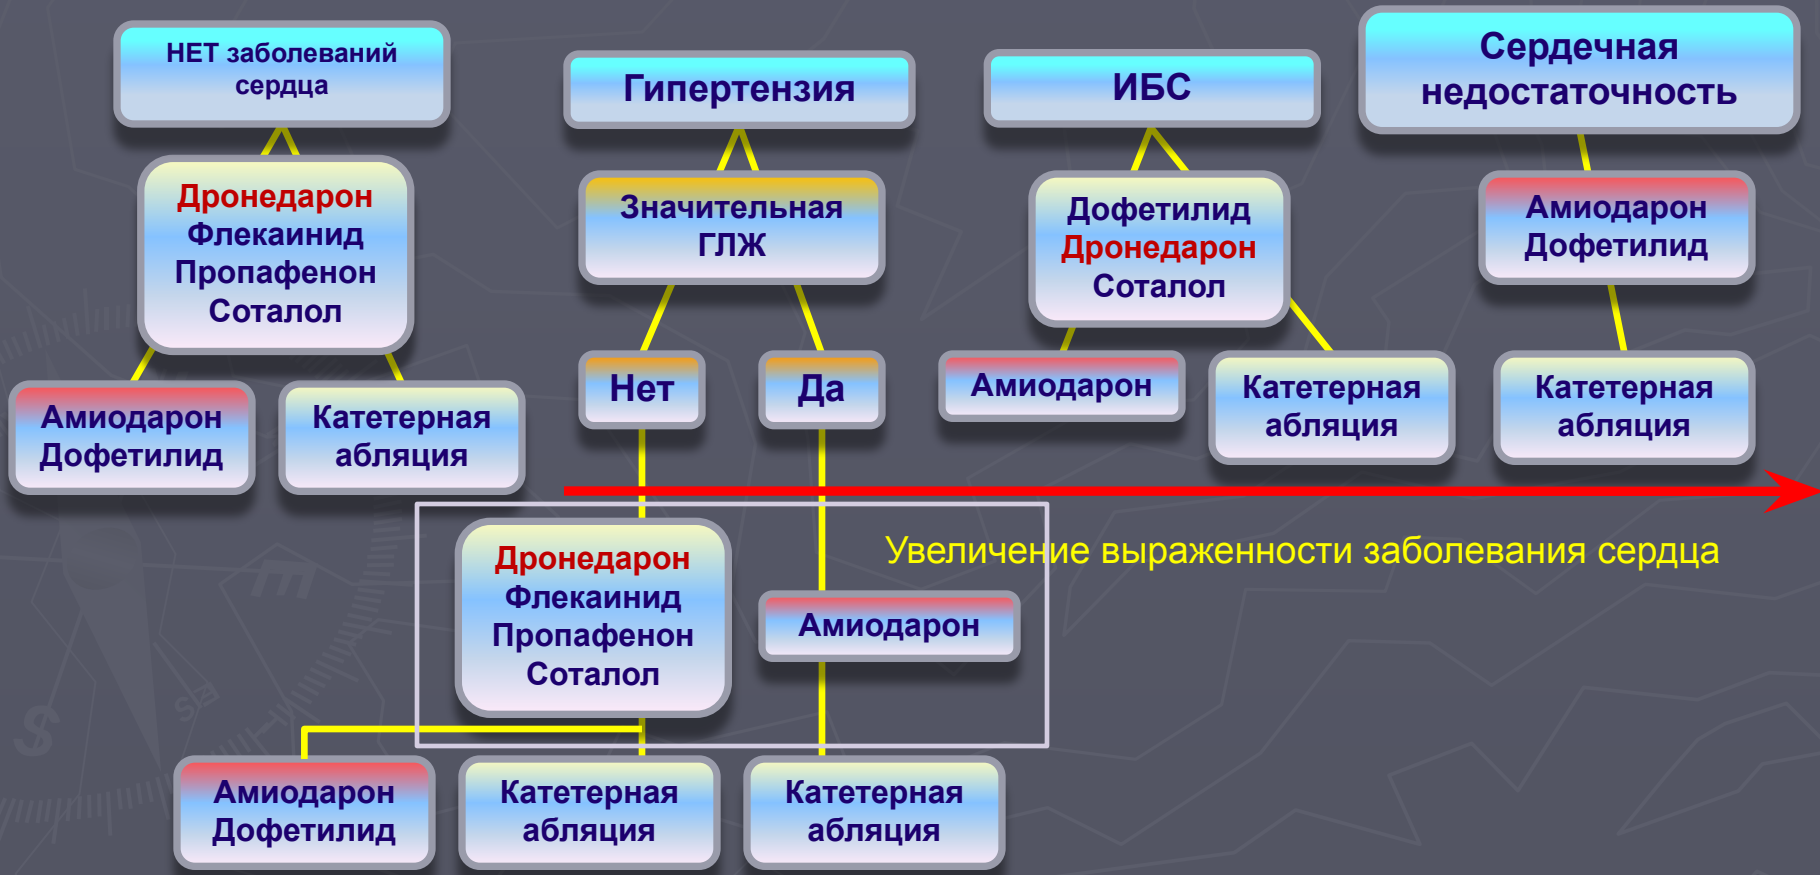 НЕТ заболеваний
сердца
Гипертензия
ИБС
Сердечная
недостаточность
Дронедарон
Флекаинид
Пропафенон
Соталол
Значительная
ГЛЖ
Дофетилид
Дронедарон
Соталол
Амиодарон
Дофетилид
Амиодарон
Дофетилид
Катетерная
абляция
Нет
Да
Амиодарон
Катетерная
абляция
Катетерная
абляция
Увеличение выраженности заболевания сердца
Дронедарон
Флекаинид
Пропафенон
Соталол
Амиодарон
Амиодарон
Дофетилид
Катетерная
абляция
Катетерная
абляция